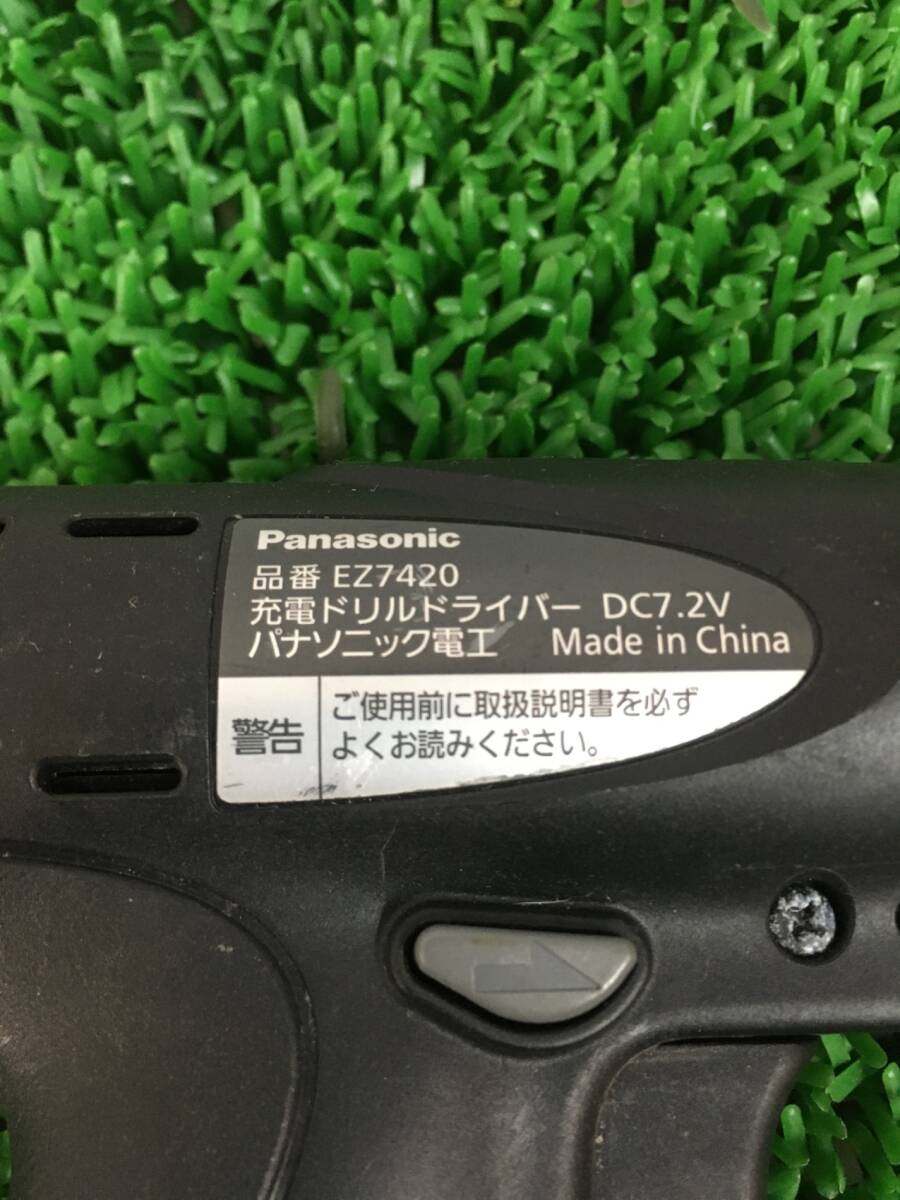 Panasonic
品番 EZ7420
充電ドリルドライバー DC7.2V
パナソニック電工 Made in China
警告
ご使用前に取扱説明書を必ず
よくお読みください。